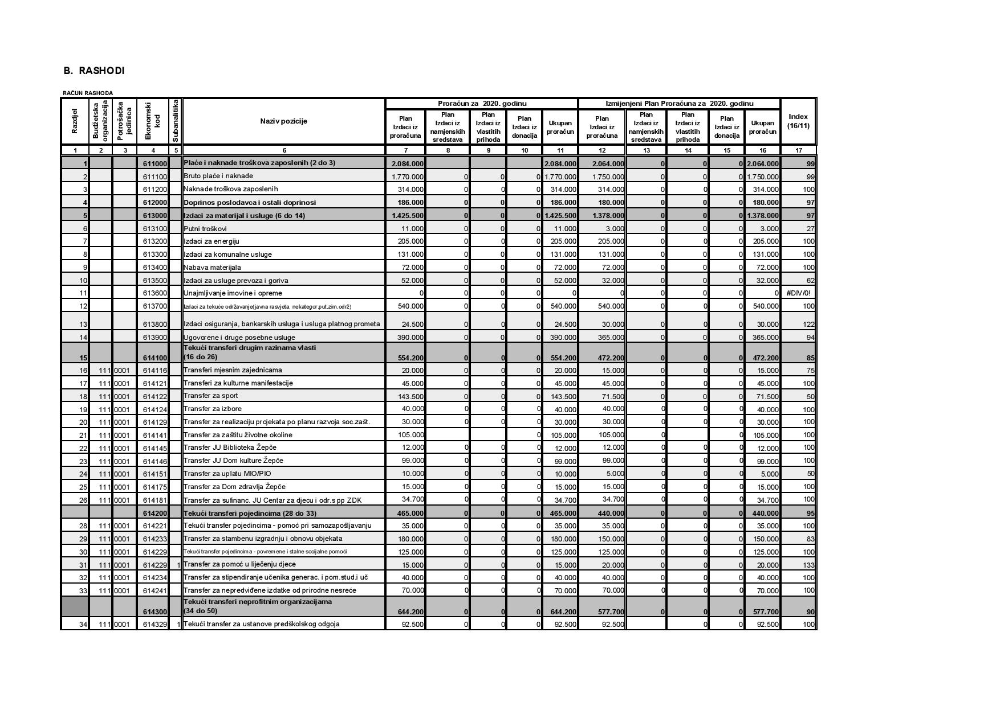 B. RASHODI
RAČUN RASHODA
Razdjel Budžetska organizacija Potrošačka jedinica Ekonomski kod Subanalitika Naziv pozicije Proračun za 2020. godinu Izmijenjeni Plan Proračuna za 2020. godinu Index (16/11)
Plan Izdaci iz proračuna Plan Izdaci iz namjenskih sredstava Plan Izdaci iz vlastitih prihoda Plan Izdaci iz donacija Ukupan proračun Plan Izdaci iz proračuna Plan Izdaci iz namjenskih sredstava Plan Izdaci iz vlastitih prihoda Plan Izdaci iz donacija Ukupan proračun
1 2 3 4 5 6 7 8 9 10 11 12 13 14 15 16 17
1 611000 Plaće i naknade troškova zaposlenih (2 do 3) 2.084.000 2.084.000 2.064.000 0 0 0 2.064.000 99
2 611100 Bruto plaće i naknade 1.770.000 0 0 0 1.770.000 1.750.000 0 0 0 1.750.000 99
3 611200 Naknade troškova zaposlenih 314.000 0 0 0 314.000 314.000 0 0 0 314.000 100
4 612000 Doprinos poslodavca i ostali doprinosi 186.000 0 0 0 186.000 180.000 0 0 0 180.000 97
5 613000 Izdaci za materijal i usluge (6 do 14) 1.425.500 0 0 0 1.425.500 1.378.000 0 0 0 1.378.000 97
6 613100 Putni troškovi 11.000 0 0 0 11.000 3.000 0 0 0 3.000 27
7 613200 Izdaci za energiju 205.000 0 0 0 205.000 205.000 0 0 0 205.000 100
8 613300 Izdaci za komunalne usluge 131.000 0 0 0 131.000 131.000 0 0 0 131.000 100
9 613400 Nabava materijala 72.000 0 0 0 72.000 72.000 0 0 0 72.000 100
10 613500 Izdaci za usluge prevoza i goriva 52.000 0 0 0 52.000 32.000 0 0 0 32.000 62
11 613600 Unajmljivanje imovine i opreme 0 0 0 0 0 0 0 0 0 0 #DIV/0!
12 613700 Izdaci za tekuće održavanje(javna rasvjeta, nekategor.put.zim.održ) 540.000 0 0 0 540.000 540.000 0 0 0 540.000 100
13 613800 Izdaci osiguranja, bankarskih usluga i usluga platnog prometa 24.500 0 0 0 24.500 30.000 0 0 0 30.000 122
14 613900 Ugovorene i druge posebne usluge 390.000 0 0 0 390.000 365.000 0 0 0 365.000 94
Tekući transferi drugim razinama vlasti
15 614100 (16 do 26) 554.200 0 0 0 554.200 472.200 0 0 0 472.200 85
16 111 0001 614116 Transferi mjesnim zajednicama 20.000 0 0 0 20.000 15.000 0 0 0 15.000 75
17 111 0001 614121 Transferi za kulturne manifestacije 45.000 0 0 0 45.000 45.000 0 0 0 45.000 100
18 111 0001 614122 Transfer za sport 143.500 0 0 0 143.500 71.500 0 0 0 71.500 50
19 111 0001 614124 Transfer za izbore 40.000 0 0 0 40.000 40.000 0 0 0 40.000 100
20 111 0001 614129 Transfer za realizaciju projekata po planu razvoja soc.zašt. 30.000 0 0 0 30.000 30.000 0 0 0 30.000 100
21 111 0001 614141 Transfer za zaštitu životne okoline 105.000 0 105.000 105.000 0 0 105.000 100
22 111 0001 614145 Transfer JU Biblioteka Žepče 12.000 0 0 0 12.000 12.000 0 0 0 12.000 100
23 111 0001 614146 Transfer JU Dom kulture Žepče 99.000 0 0 0 99.000 99.000 0 0 0 99.000 100
24 111 0001 614151 Transfer za uplatu MIO/PIO 10.000 0 0 0 10.000 5.000 0 0 0 5.000 50
25 111 0001 614175 Transfer za Dom zdravlja Žepče 15.000 0 0 0 15.000 15.000 0 0 0 15.000 100
26 111 0001 614181 Transfer za sufinanc. JU Centar za djecu i odr.s pp ZDK 34.700 0 0 0 34.700 34.700 0 0 0 34.700 100
614200 Tekući transferi pojedincima (28 do 33) 465.000 0 0 0 465.000 440.000 0 0 0 440.000 95
28 111 0001 614221 Tekući transfer pojedincima - pomoć pri samozapošljavanju 35.000 0 0 0 35.000 35.000 0 0 0 35.000 100
29 111 0001 614233 Transfer za stambenu izgradnju i obnovu objekata 180.000 0 0 0 180.000 150.000 0 0 0 150.000 83
30 111 0001 614229 Tekući transfer pojedincima - povremene i stalne socijalne pomoći 125.000 0 0 0 125.000 125.000 0 0 0 125.000 100
31 111 0001 614229 1 Transfer za pomoć u liječenju djece 15.000 0 0 0 15.000 20.000 0 0 0 20.000 133
32 111 0001 614234 Transfer za stipendiranje učenika generac. i pom.stud.i uč 40.000 0 0 0 40.000 40.000 0 0 0 40.000 100
33 111 0001 614241 Transfer za nepredviđene izdatke od prirodne nesreće 70.000 0 0 0 70.000 70.000 0 0 0 70.000 100
Tekući transferi neprofitnim organizacijama
614300 (34 do 50) 644.200 0 0 0 644.200 577.700 0 0 0 577.700 90
34 111 0001 614329 1 Tekući transfer za ustanove predškolskog odgoja 92.500 0 0 0 92.500 92.500 0 0 92.500 100